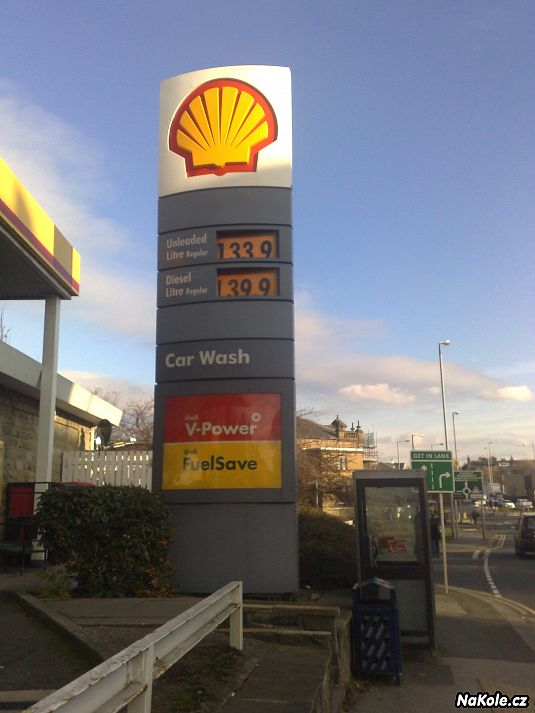 Unleaded
Litre Regular
133.9
Diesel
Litre Regular
139.9
Car Wash
Shell
V-Power
Shell
FuelSave
GET IN LANE
NaKole.cz